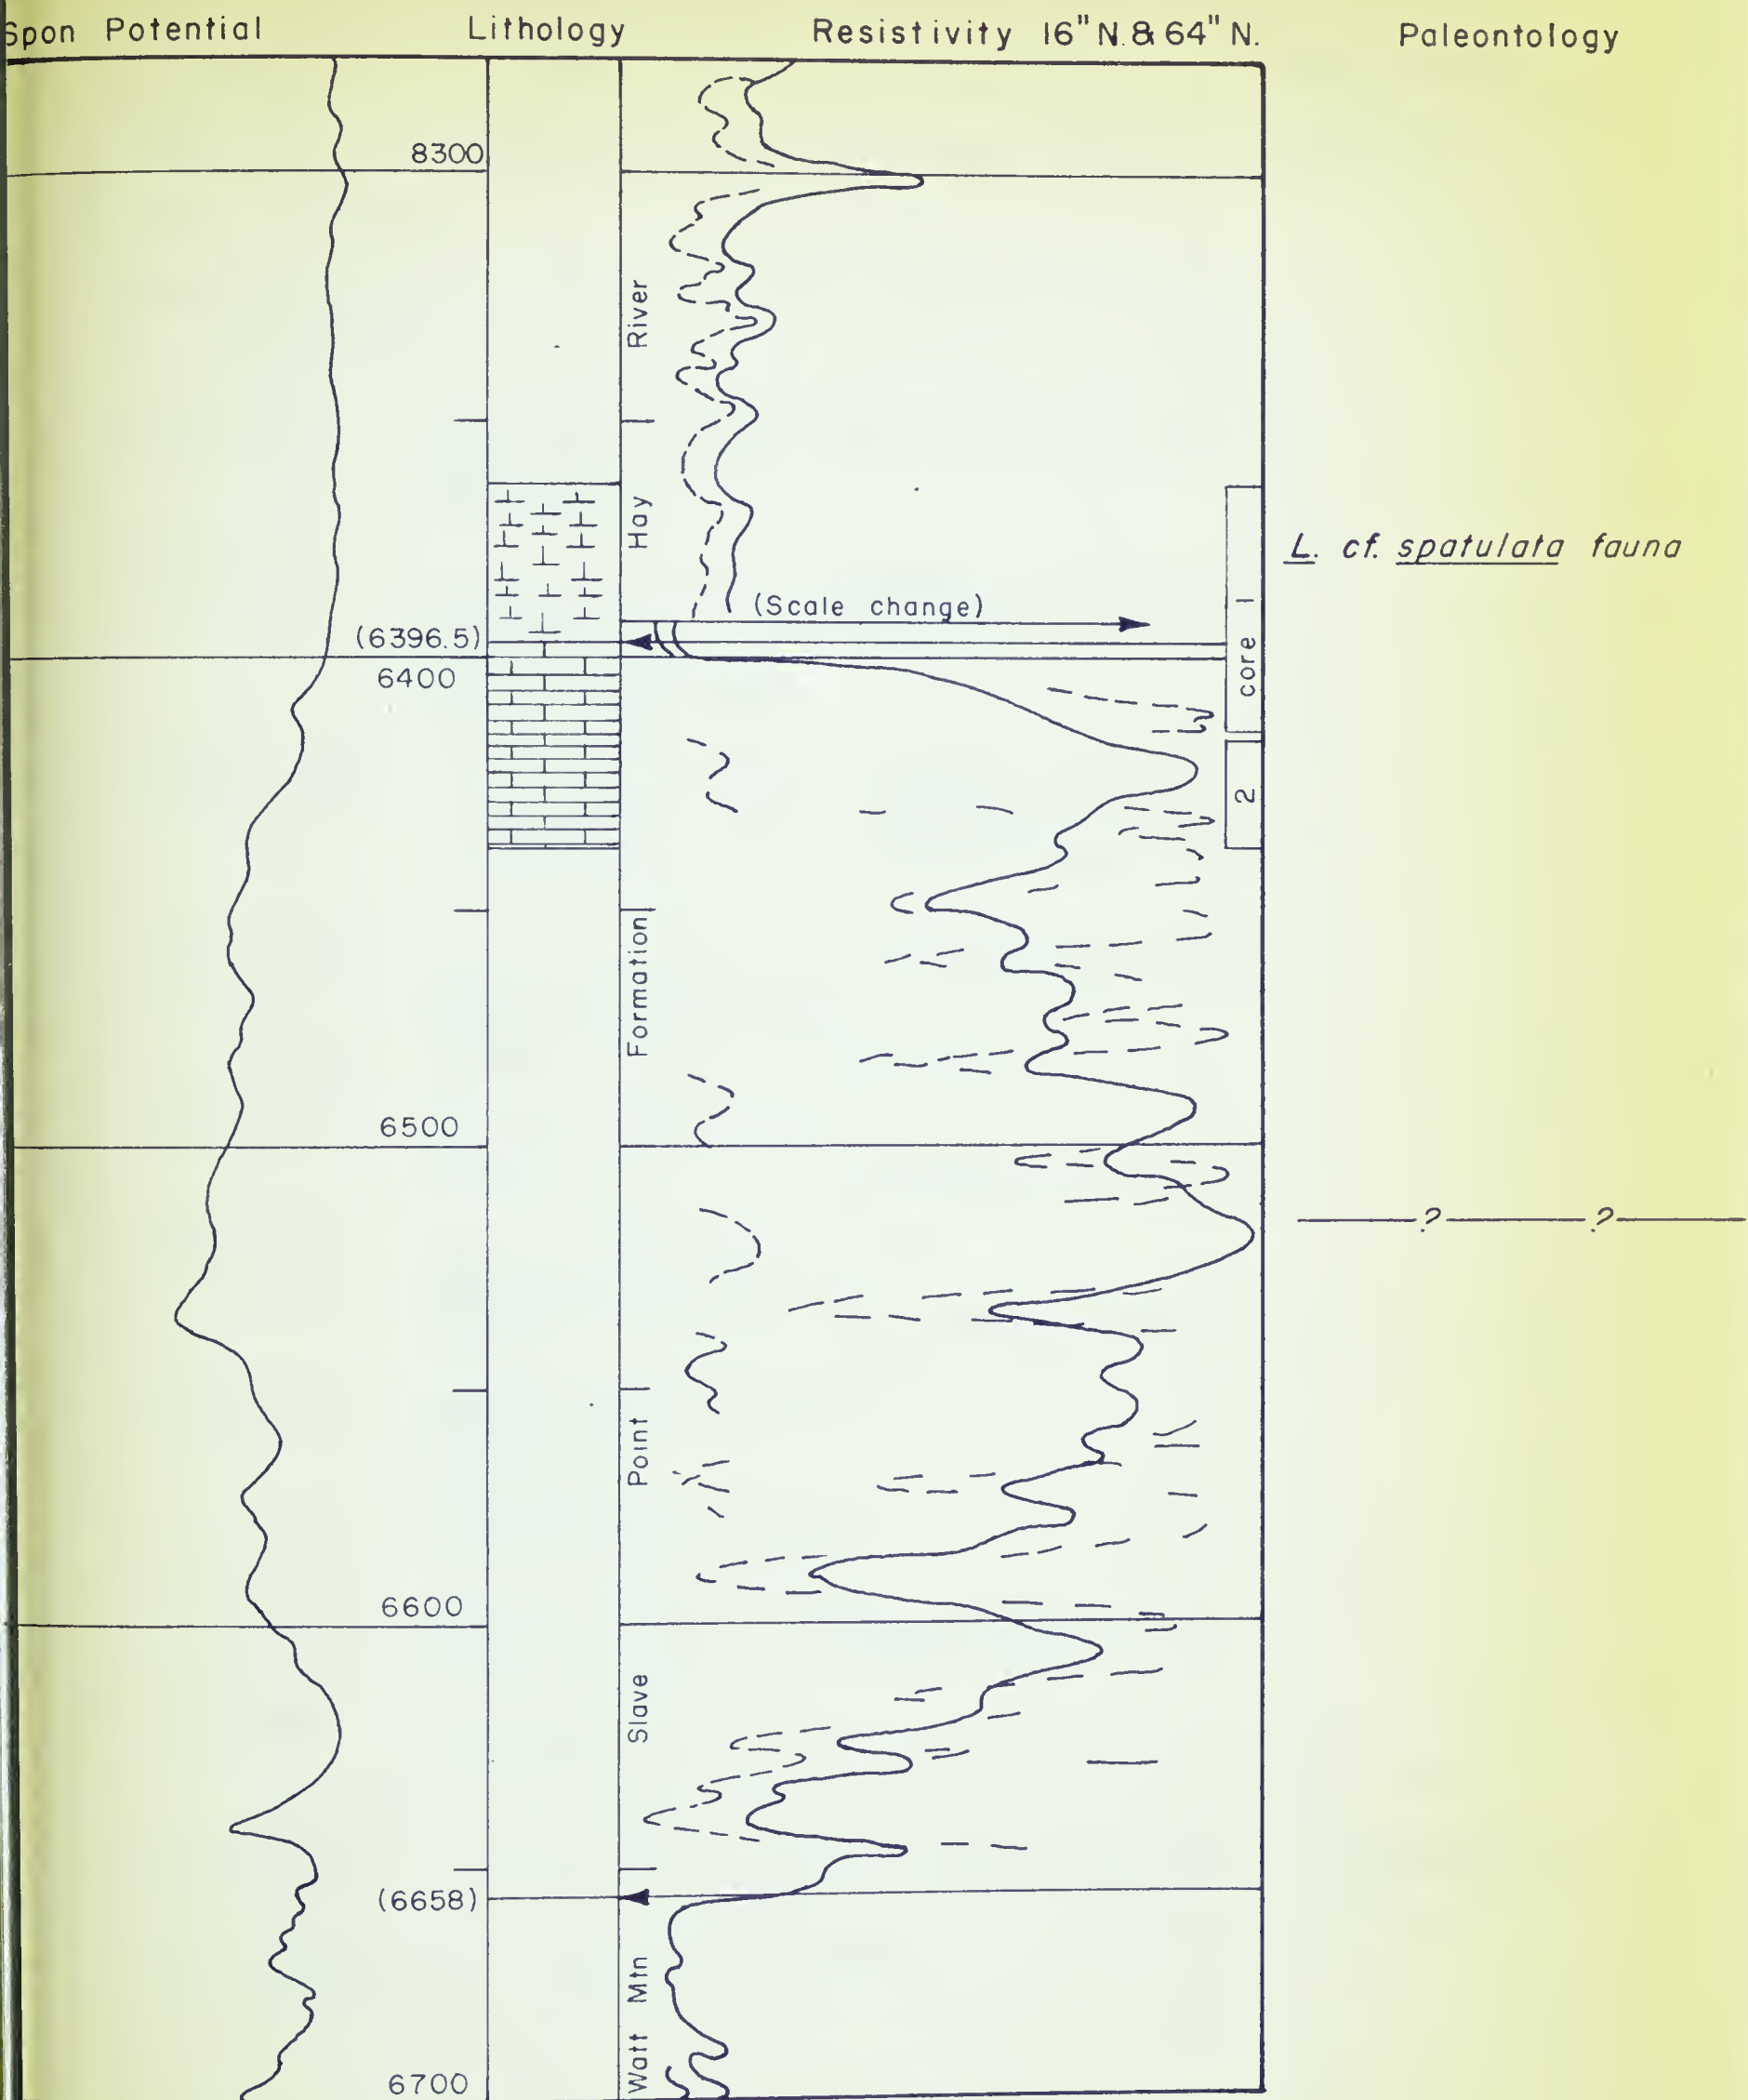 Spon Potential Lithology Resistivity 16" N. & 64" N. Paleontology
8300
River
Hay
L. cf. spatulata fauna
(Scale change)
core 1
(6396.5)
6400
2
Formation
6500
? ?
Point
6600
Slave
(6658)
Watt Mtn
6700